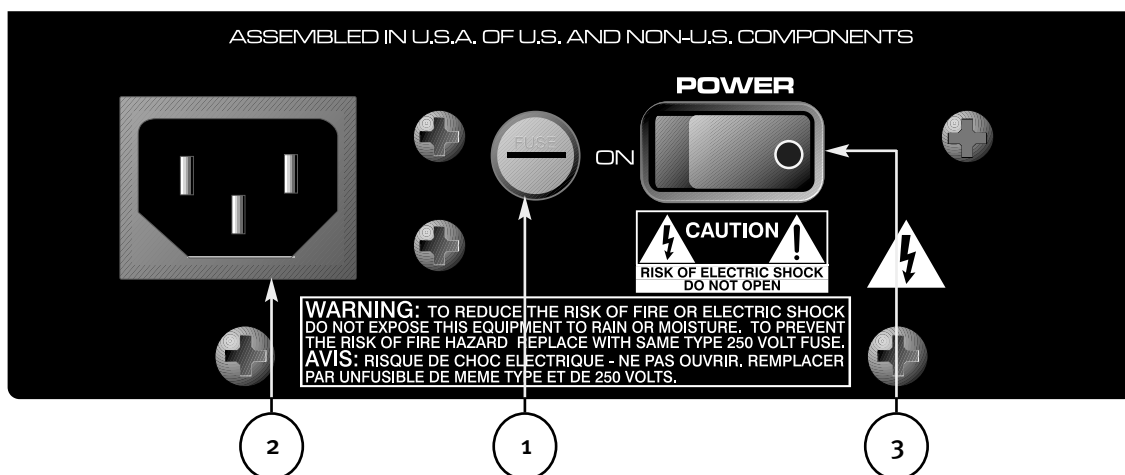 ASSEMBLED IN U.S.A. OF U.S. AND NON-U.S. COMPONENTS
POWER
FUSE
ON
CAUTION
RISK OF ELECTRIC SHOCK
DO NOT OPEN
WARNING: TO REDUCE THE RISK OF FIRE OR ELECTRIC SHOCK
DO NOT EXPOSE THIS EQUIPMENT TO RAIN OR MOISTURE. TO PREVENT
THE RISK OF FIRE HAZARD REPLACE WITH SAME TYPE 250 VOLT FUSE.
AVIS: RISQUE DE CHOC ELECTRIQUE - NE PAS OUVRIR. REMPLACER
PAR UNFUSIBLE DE MEME TYPE ET DE 250 VOLTS.
2
1
3